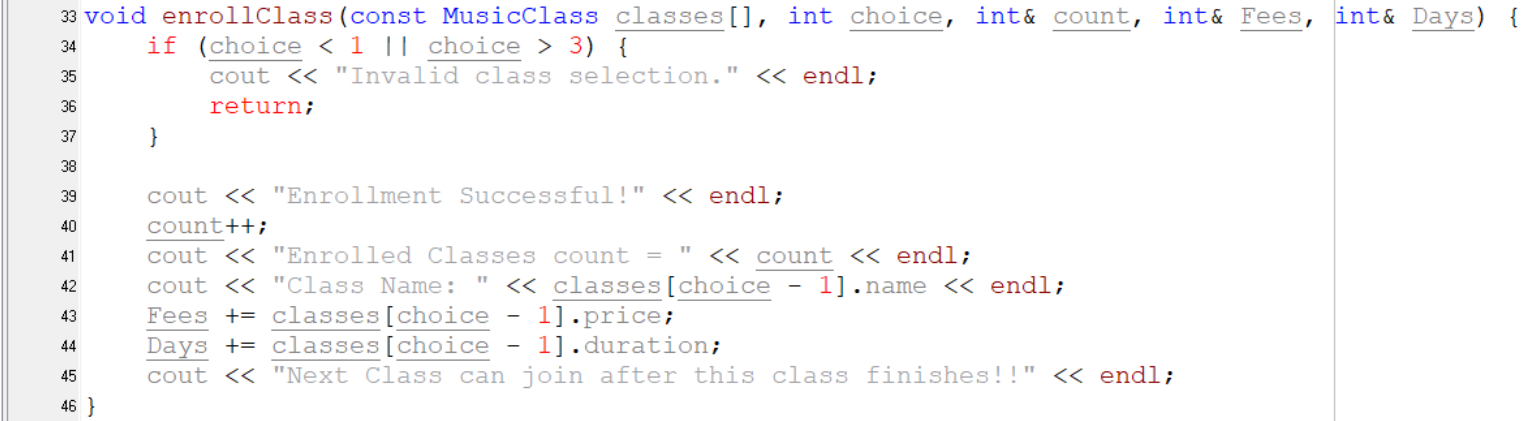 33 void enrollClass(const MusicClass classes[], int choice, int& count, int& Fees, int& Days) {
34     if (choice < 1 || choice > 3) {
35         cout << "Invalid class selection." << endl;
36         return;
37     }
38
39     cout << "Enrollment Successful!" << endl;
40     count++;
41     cout << "Enrolled Classes count = " << count << endl;
42     cout << "Class Name: " << classes[choice - 1].name << endl;
43     Fees += classes[choice - 1].price;
44     Days += classes[choice - 1].duration;
45     cout << "Next Class can join after this class finishes!!" << endl;
46 }